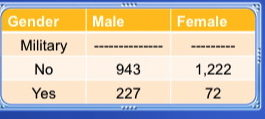 Gender Male Female
Military -------------- ---------
No 943 1,222
Yes 227 72